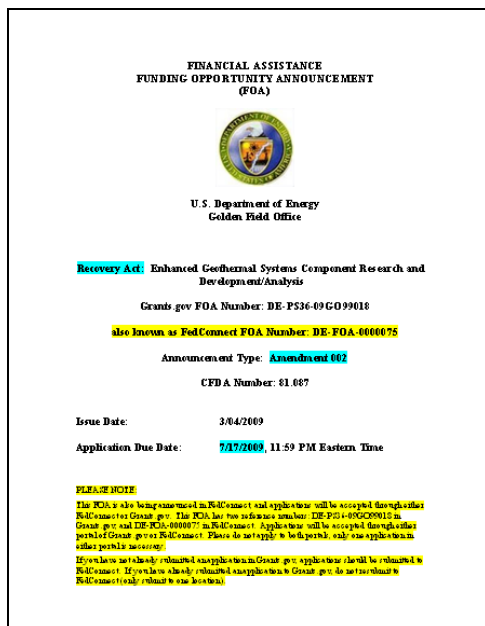 FINANCIAL ASSISTANCE
FUNDING OPPORTUNITY ANNOUNCEMENT
(FOA)
U.S. Department of Energy
Golden Field Office
Recovery Act: Enhanced Geothermal Systems Component Research and
Development/Analysis
Grants.gov FOA Number: DE-PS36-09GO99018
also known as FedConnect FOA Number: DE-FOA-0000075
Announcement Type: Amendment 002
CFDA Number: 81.087
Issue Date: 3/04/2009
Application Due Date: 7/17/2009, 11:59 PM Eastern Time
PLEASE NOTE:
This FOA is also being announced in FedConnect and applications will be accepted through either
FedConnect or Grants.gov. This FOA has two reference numbers: DE-PS36-09GO99018 in
Grants.gov, and DE-FOA-0000075 in FedConnect. Applications will be accepted through either
portal of Grants.gov or FedConnect. Please do not apply to both portals, only one application in
either portal is necessary.
If you have not already submitted an application in Grants.gov, applications should be submitted to
FedConnect. If you have already submitted an application to Grants.gov, do not resubmit to
FedConnect (only submit to one location).